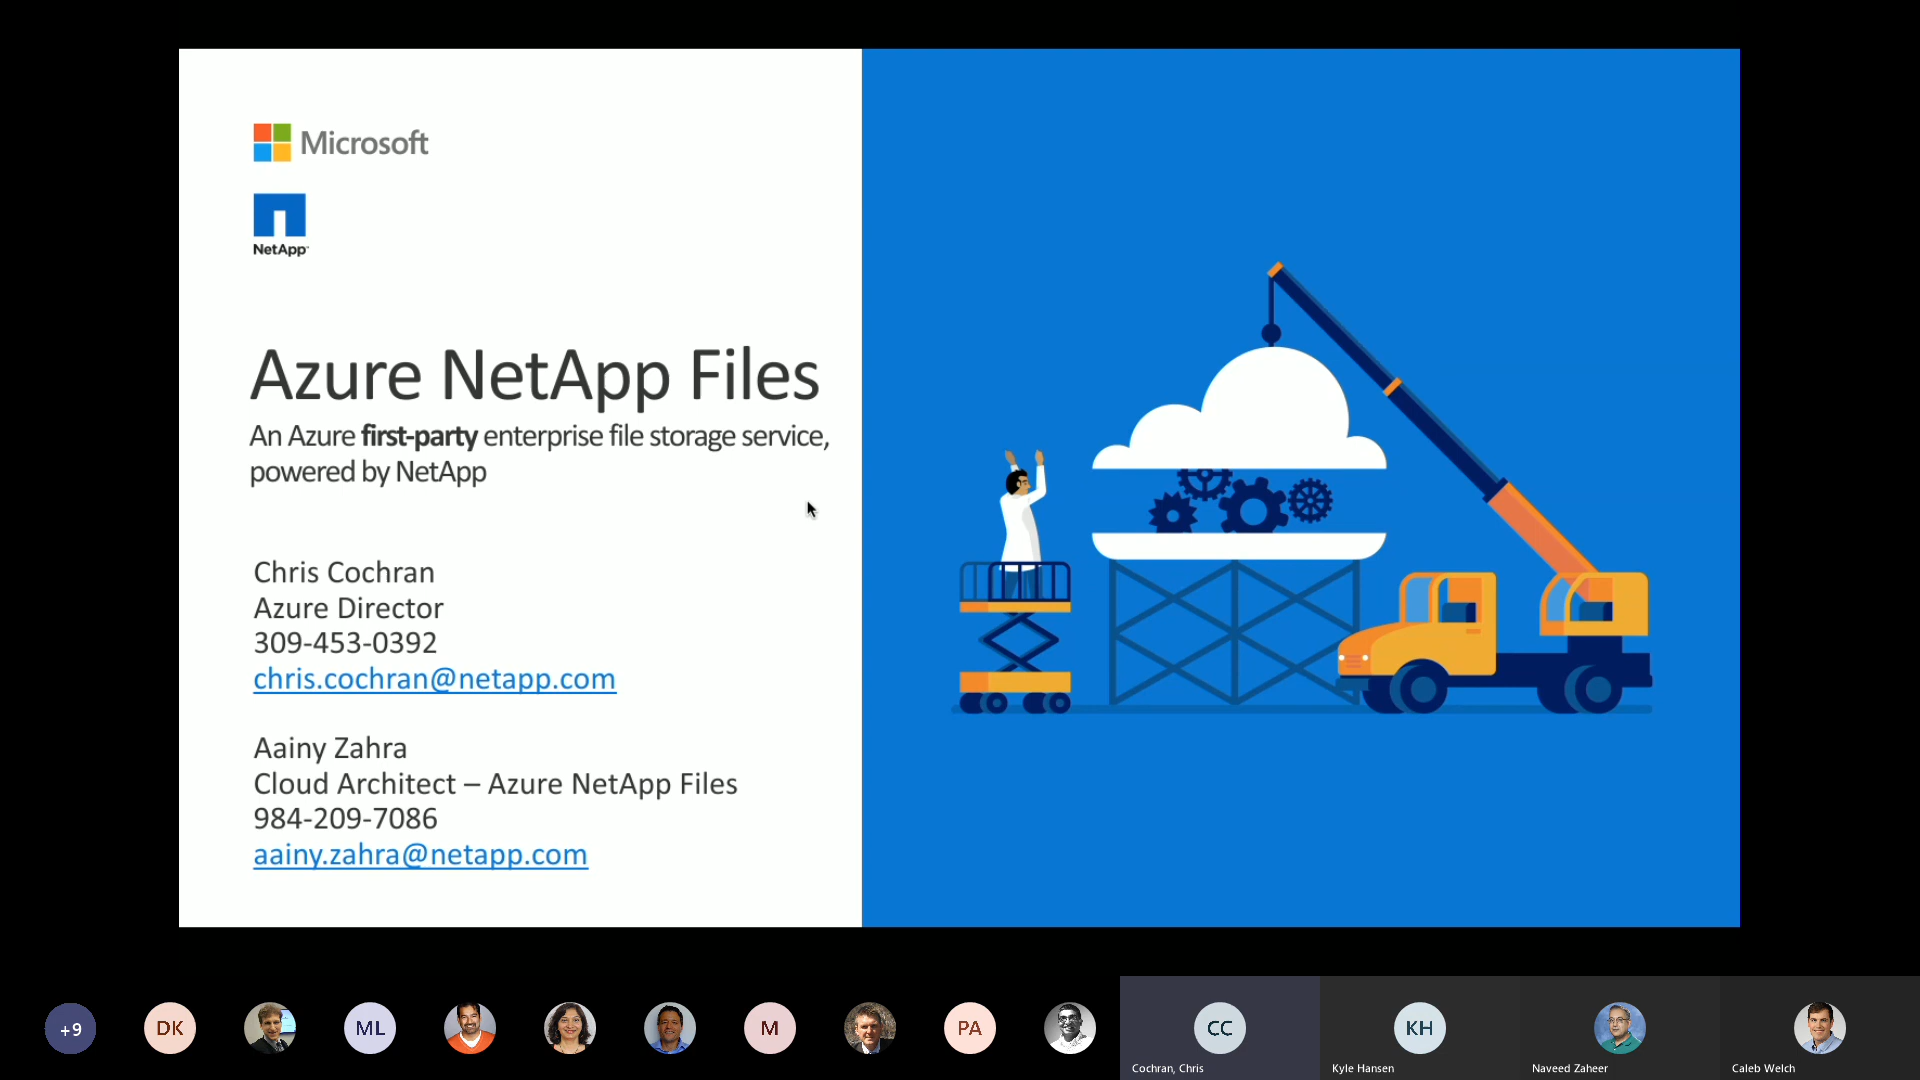 Microsoft
NetApp
Azure NetApp Files
An Azure first-party enterprise file storage service,
powered by NetApp
Chris Cochran
Azure Director
309-453-0392
chris.cochran@netapp.com
Aainy Zahra
Cloud Architect – Azure NetApp Files
984-209-7086
aainy.zahra@netapp.com
+9
DK
ML
M
PA
CC
KH
Cochran, Chris
Kyle Hansen
Naveed Zaheer
Caleb Welch